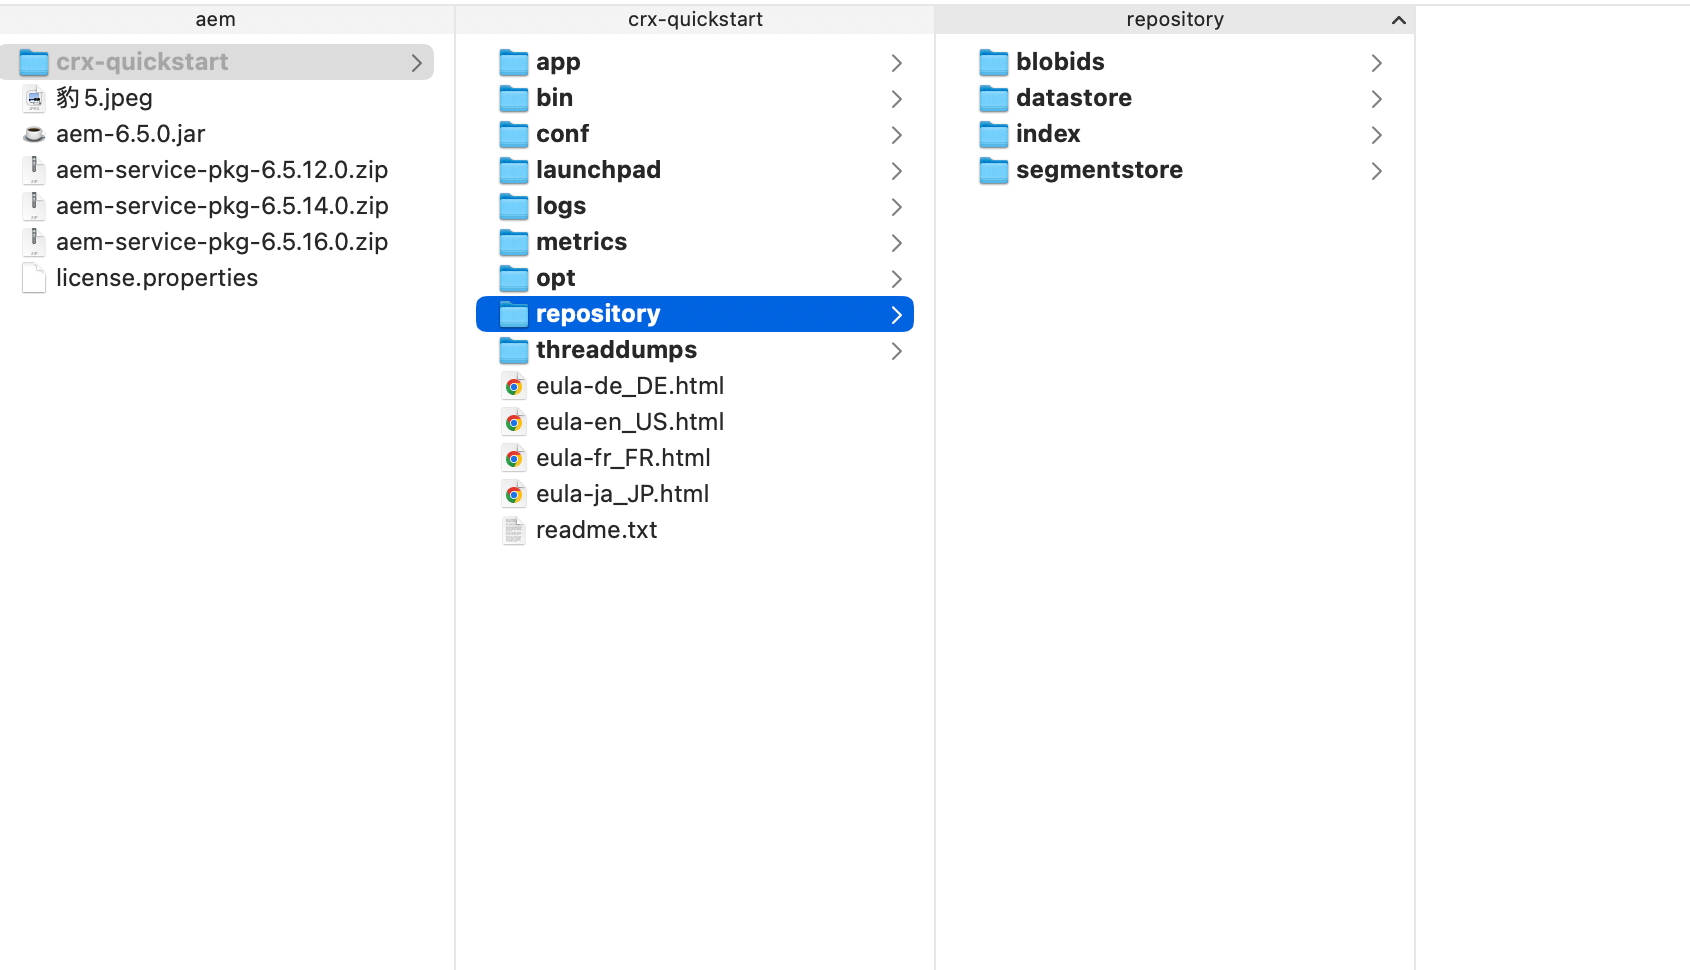 aem
crx-quickstart
豹 5.jpeg
aem-6.5.0.jar
aem-service-pkg-6.5.12.0.zip
aem-service-pkg-6.5.14.0.zip
aem-service-pkg-6.5.16.0.zip
license.properties
crx-quickstart
app
bin
conf
launchpad
logs
metrics
opt
repository
threaddumps
eula-de_DE.html
eula-en_US.html
eula-fr_FR.html
eula-ja_JP.html
readme.txt
repository
blobids
datastore
index
segmentstore